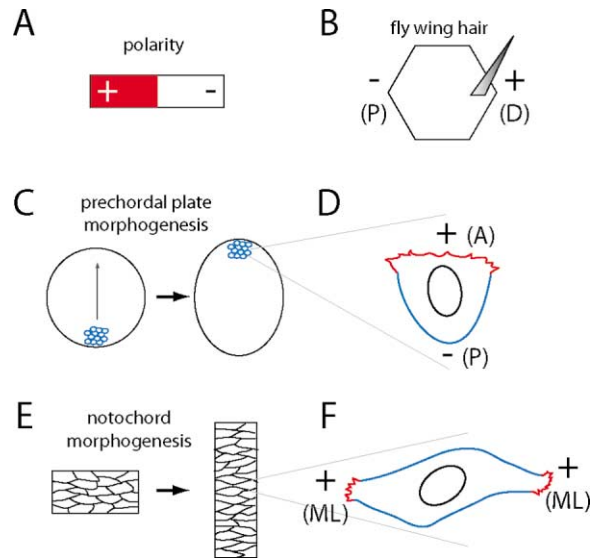 A
polarity
+ -
B
fly wing hair
- +
(P) (D)
C
prechordal plate
morphogenesis
D
+ (A)
- (P)
E
notochord
morphogenesis
F
+ +
(ML) (ML)